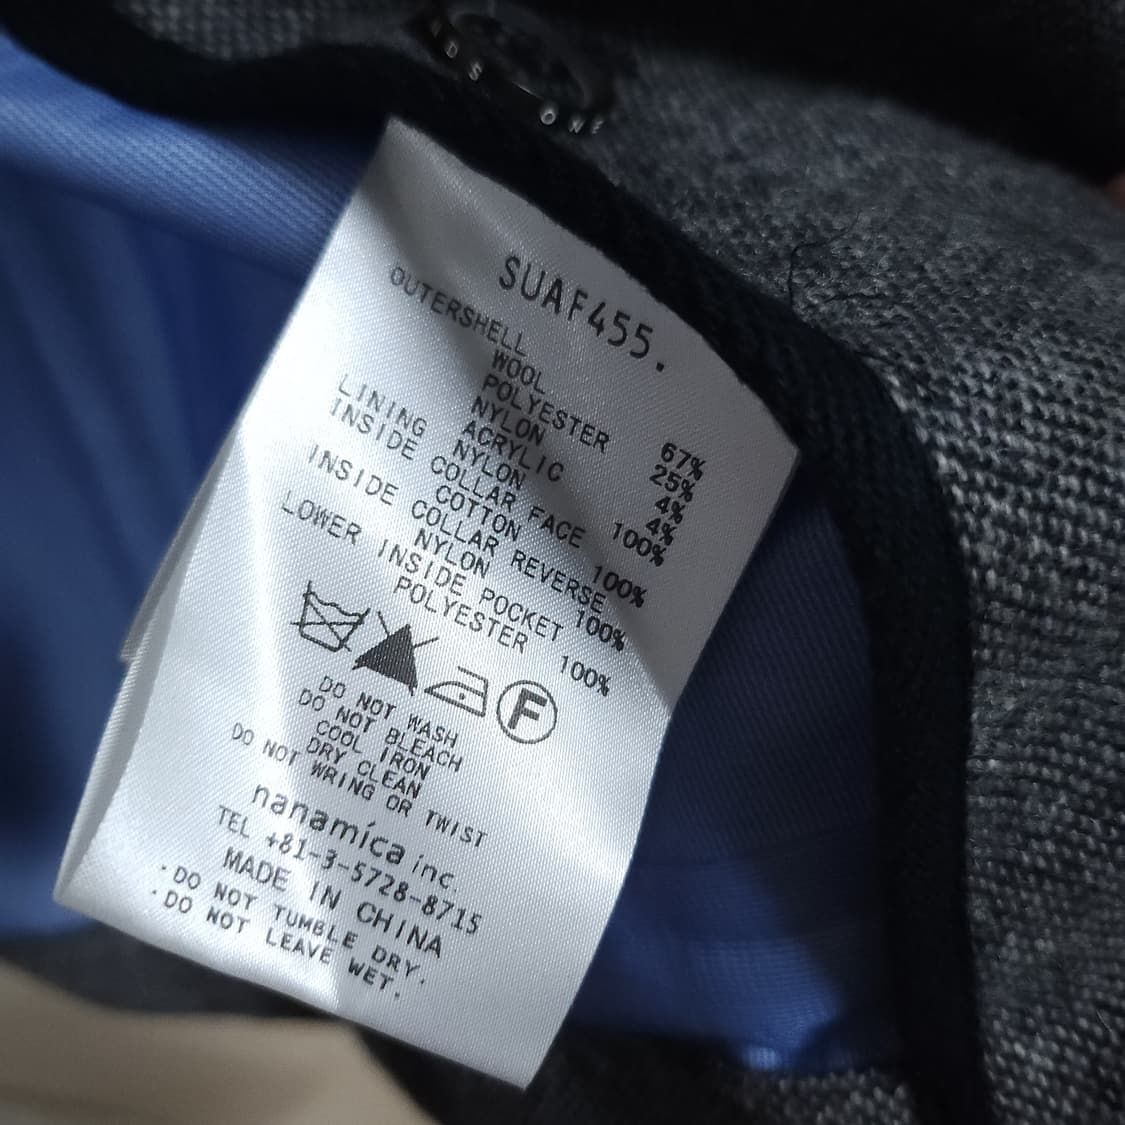 SUAF455.
OUTERSHELL
WOOL 67%
POLYESTER 25%
NYLON 4%
ACRYLIC 4%
LINING NYLON 100%
INSIDE COLLAR FACE
COTTON 100%
INSIDE COLLAR REVERSE
NYLON 100%
LOWER INSIDE POCKET
POLYESTER 100%
F
DO NOT WASH
DO NOT BLEACH
COOL IRON
DRY CLEAN
DO NOT WRING OR TWIST
nanamica inc.
TEL +81-3-5728-8715
MADE IN CHINA
・DO NOT TUMBLE DRY.
・DO NOT LEAVE WET.